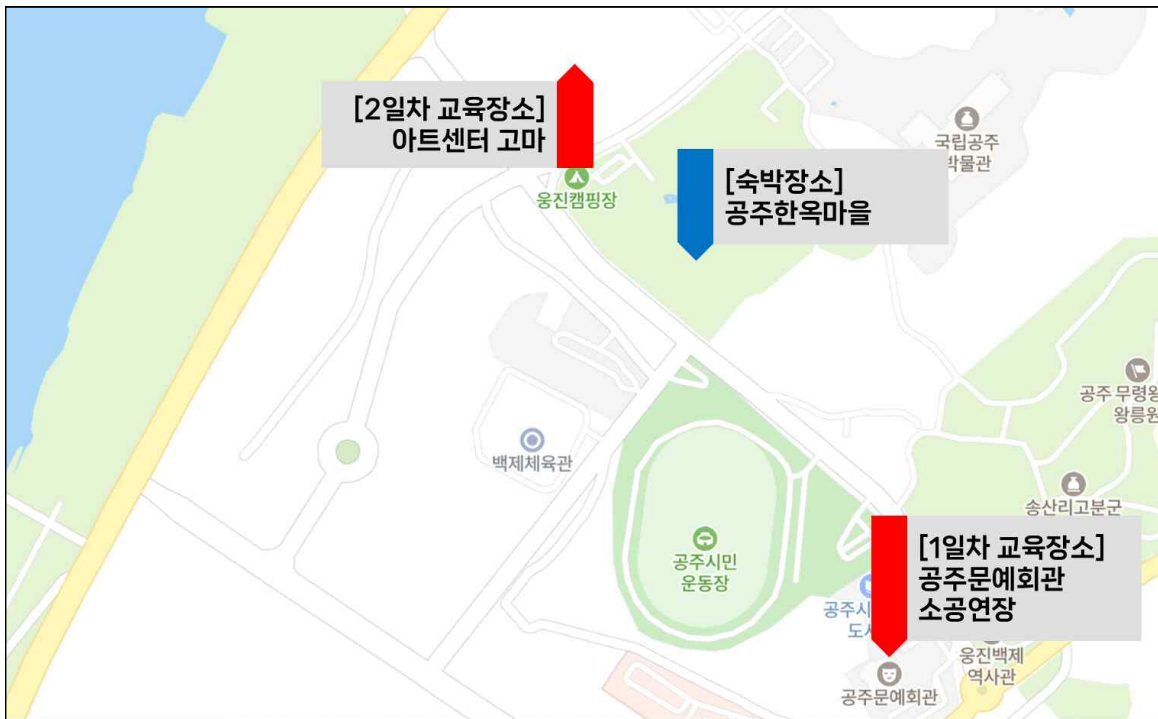 [2일차 교육장소]
아트센터 고마
국립공주
박물관
웅진캠핑장
[숙박장소]
공주한옥마을
공주 무령왕
왕릉원
백제체육관
송산리고분군
공주시민
운동장
[1일차 교육장소]
공주문예회관
소공연장
공주시
웅진백제
역사관
공주문예회관